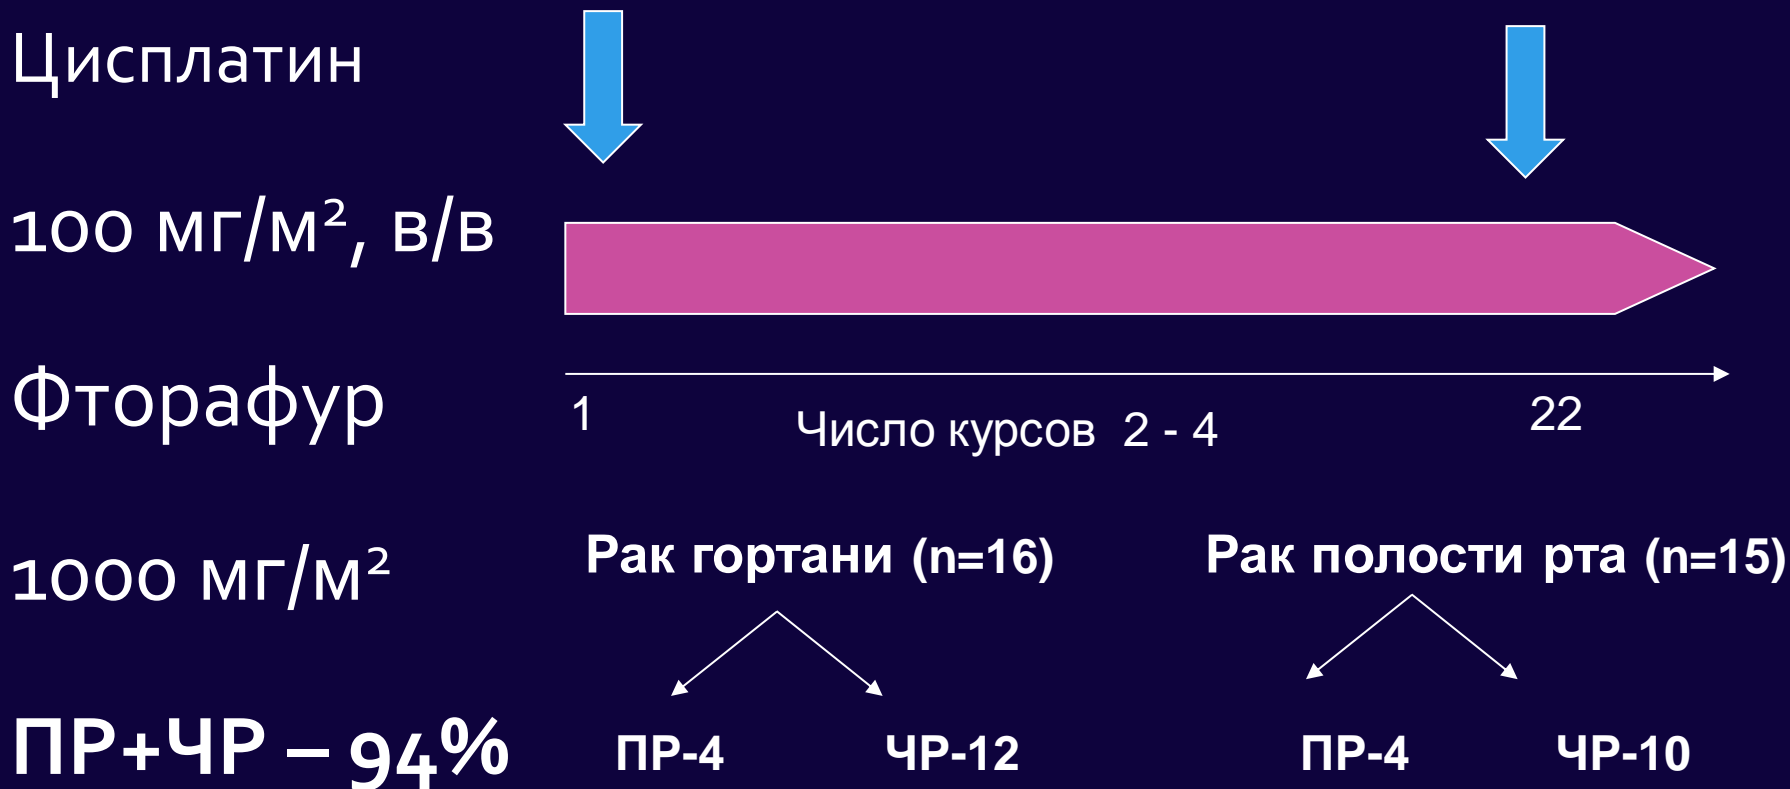 Цисплатин
100 мг/м², в/в
Фторафур
1000 мг/м²
ПР+ЧР – 94%
1
Число курсов 2 - 4
22
Рак гортани (n=16)
Рак полости рта (n=15)
ПР-4
ЧР-12
ПР-4
ЧР-10